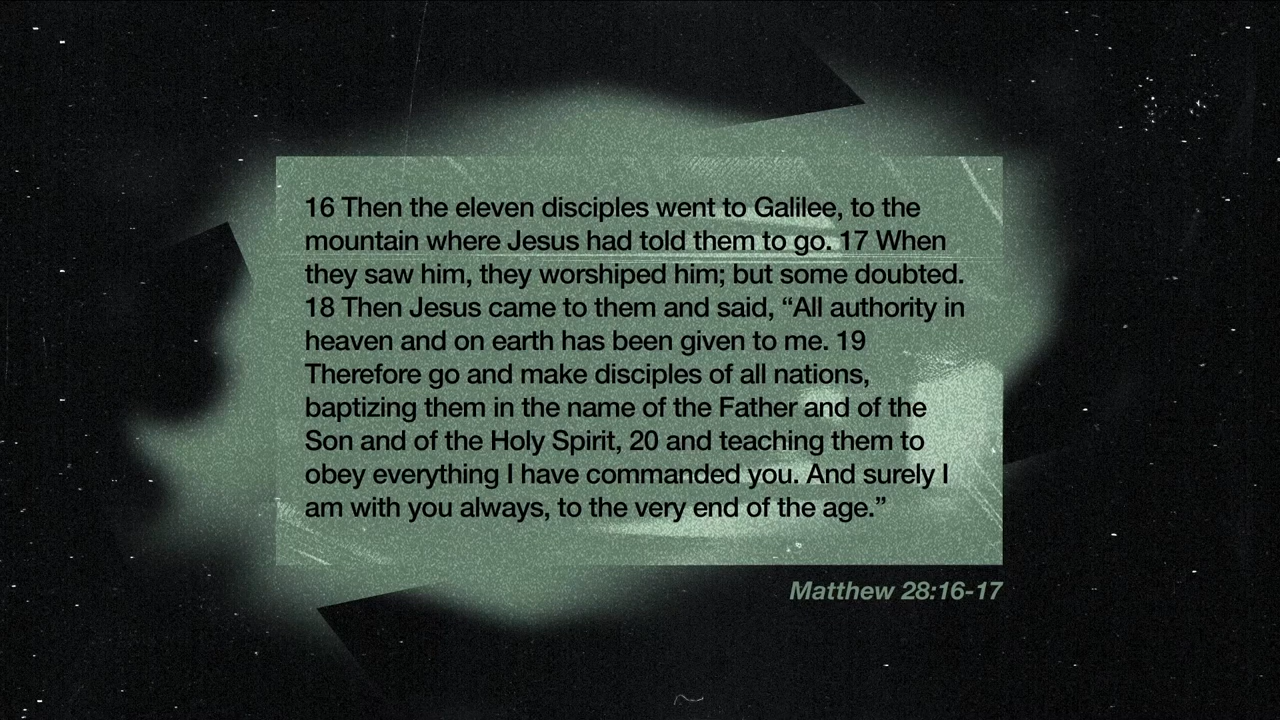 16 Then the eleven disciples went to Galilee, to the
mountain where Jesus had told them to go. 17 When
they saw him, they worshiped him; but some doubted.
18 Then Jesus came to them and said, “All authority in
heaven and on earth has been given to me. 19
Therefore go and make disciples of all nations,
baptizing them in the name of the Father and of the
Son and of the Holy Spirit, 20 and teaching them to
obey everything I have commanded you. And surely I
am with you always, to the very end of the age.”
Matthew 28:16-17